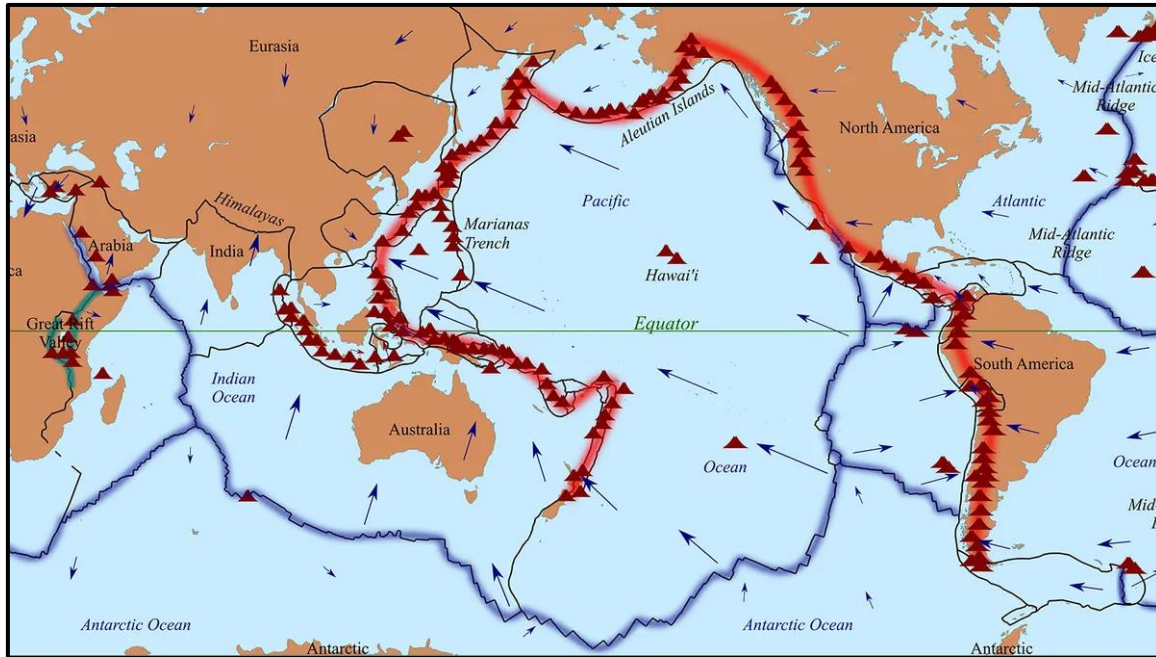 Eurasia
Ice
Mid-Atlantic
Ridge
Aleutian Islands
North America
asia
Himalayas
Pacific
Atlantic
Marianas
Trench
Arabia
India
Mid-Atlantic
Ridge
ca
Hawai'i
Great Rift
Valley
Equator
South America
Indian
Ocean
Australia
Ocean
Ocean
Mid-
Antarctic Ocean
Antarctic Ocean
Antarctic
Antarctic